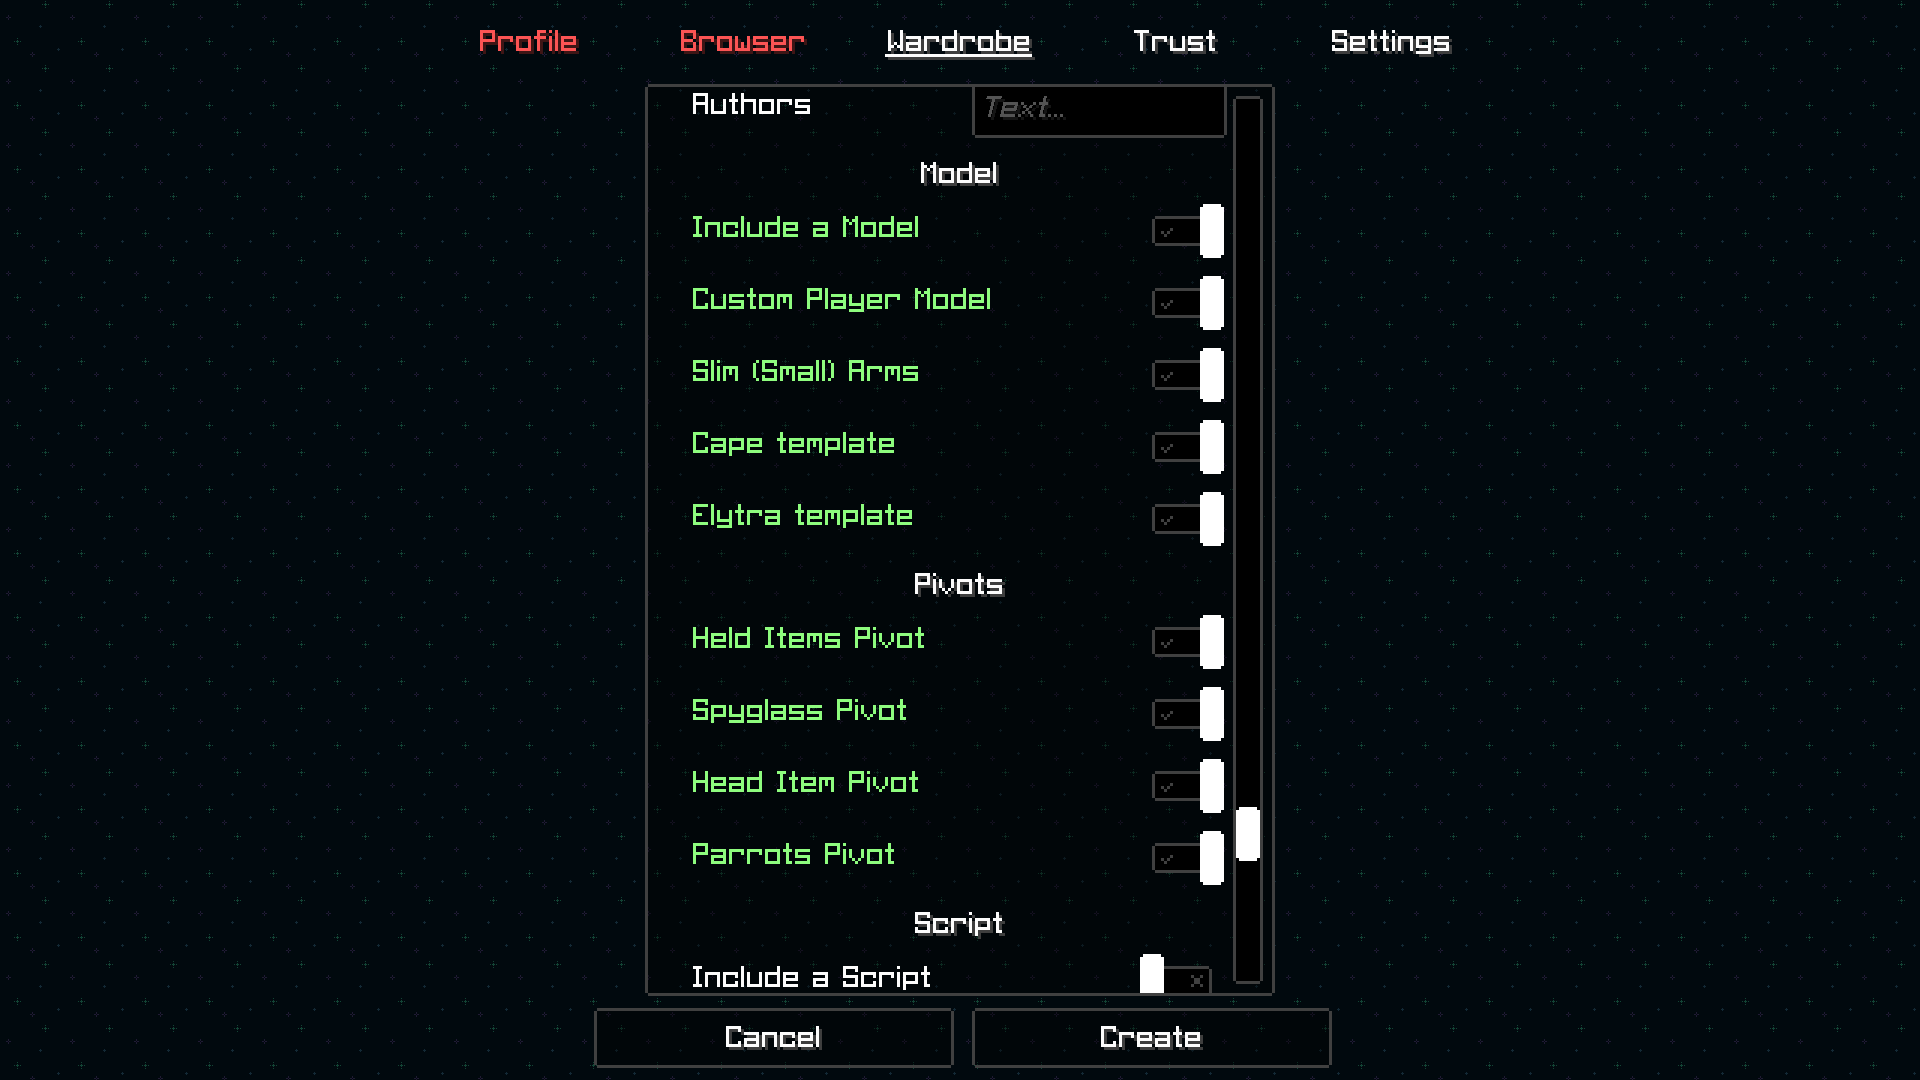 Profile Browser Wardrobe Trust Settings
Authors Text...
Model
Include a Model
Custom Player Model
Slim (Small) Arms
Cape template
Elytra template
Pivots
Held Items Pivot
Spyglass Pivot
Head Item Pivot
Parrots Pivot
Script
Include a Script
Cancel Create